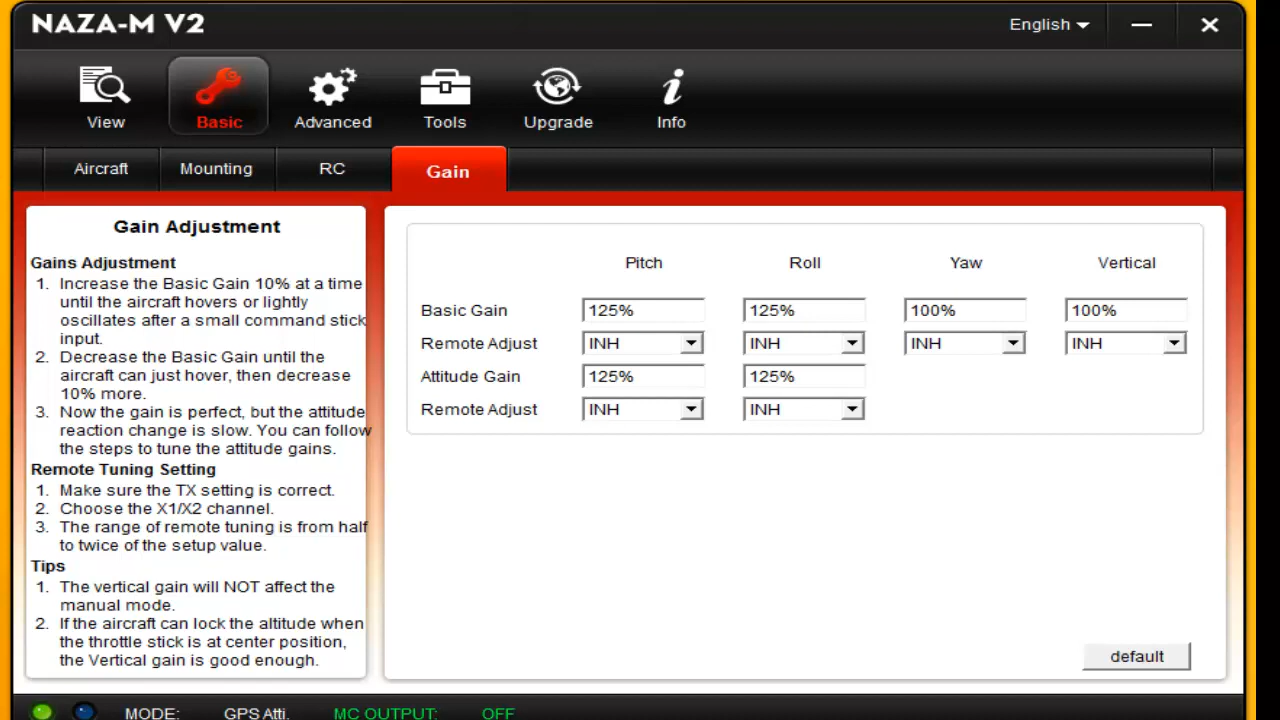 NAZA-M V2
English
View
Basic
Advanced
Tools
Upgrade
Info
Aircraft
Mounting
RC
Gain
Gain Adjustment
Gains Adjustment
1. Increase the Basic Gain 10% at a time
until the aircraft hovers or lightly
oscillates after a small command stick
input.
2. Decrease the Basic Gain until the
aircraft can just hover, then decrease
10% more.
3. Now the gain is perfect, but the attitude
reaction change is slow. You can follow
the steps to tune the attitude gains.
Remote Tuning Setting
1. Make sure the TX setting is correct.
2. Choose the X1/X2 channel.
3. The range of remote tuning is from half
to twice of the setup value.
Tips
1. The vertical gain will NOT affect the
manual mode.
2. If the aircraft can lock the altitude when
the throttle stick is at center position,
the Vertical gain is good enough.
Pitch Roll Yaw Vertical
Basic Gain 125% 125% 100% 100%
Remote Adjust INH INH INH INH
Attitude Gain 125% 125%
Remote Adjust INH INH
default
MODE: GPS Atti. MC OUTPUT: OFF